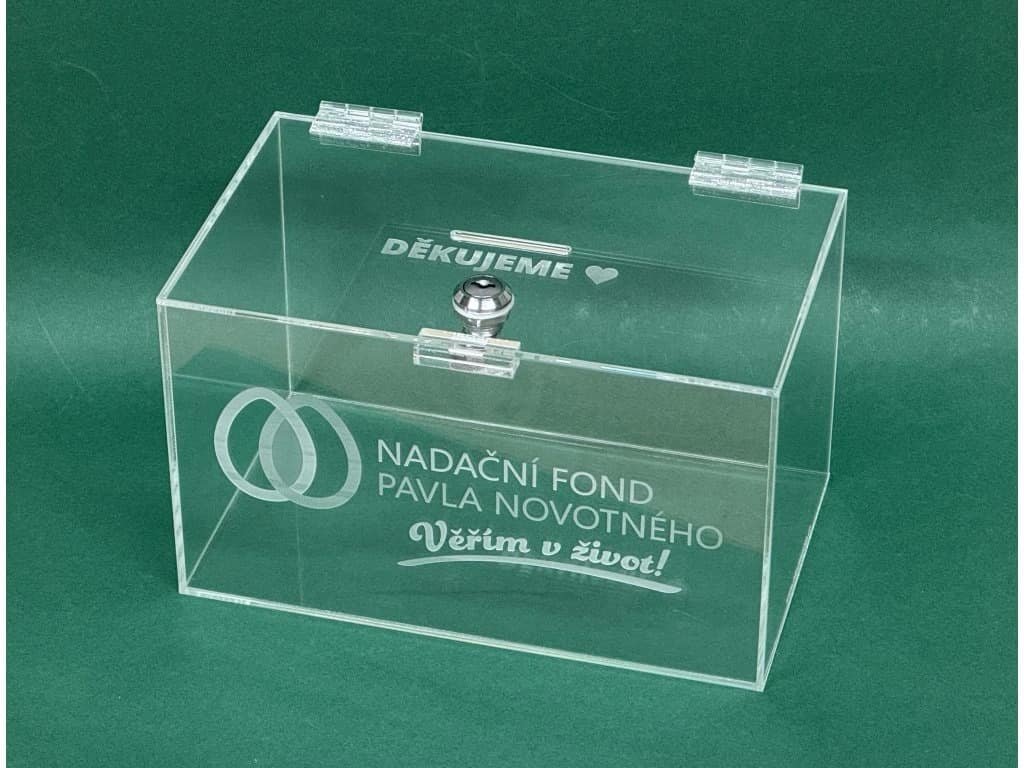 DĚKUJEME ♥
NADAČNÍ FOND
PAVLA NOVOTNÉHO
Věřím v život!